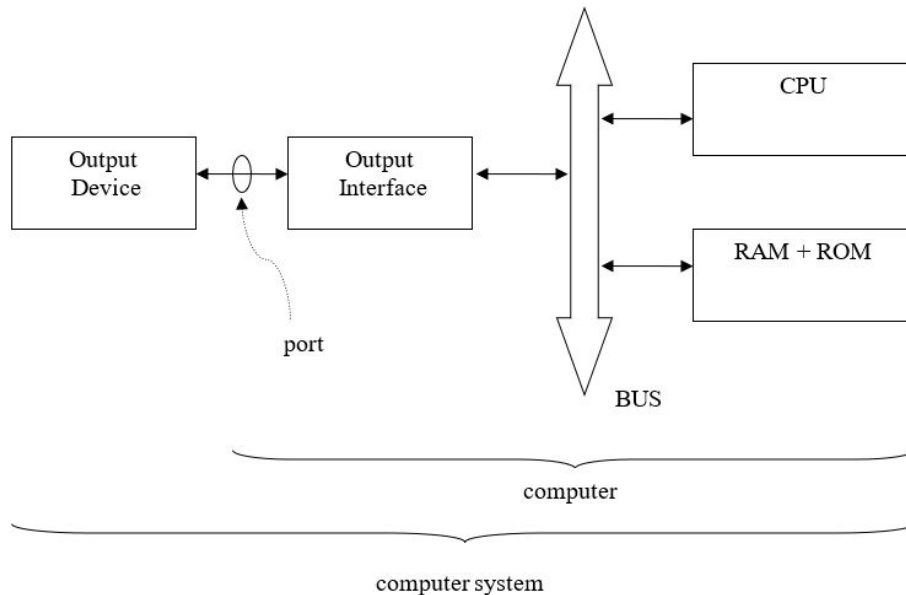 CPU
Output
Device
Output
Interface
RAM + ROM
port
BUS
computer
computer system